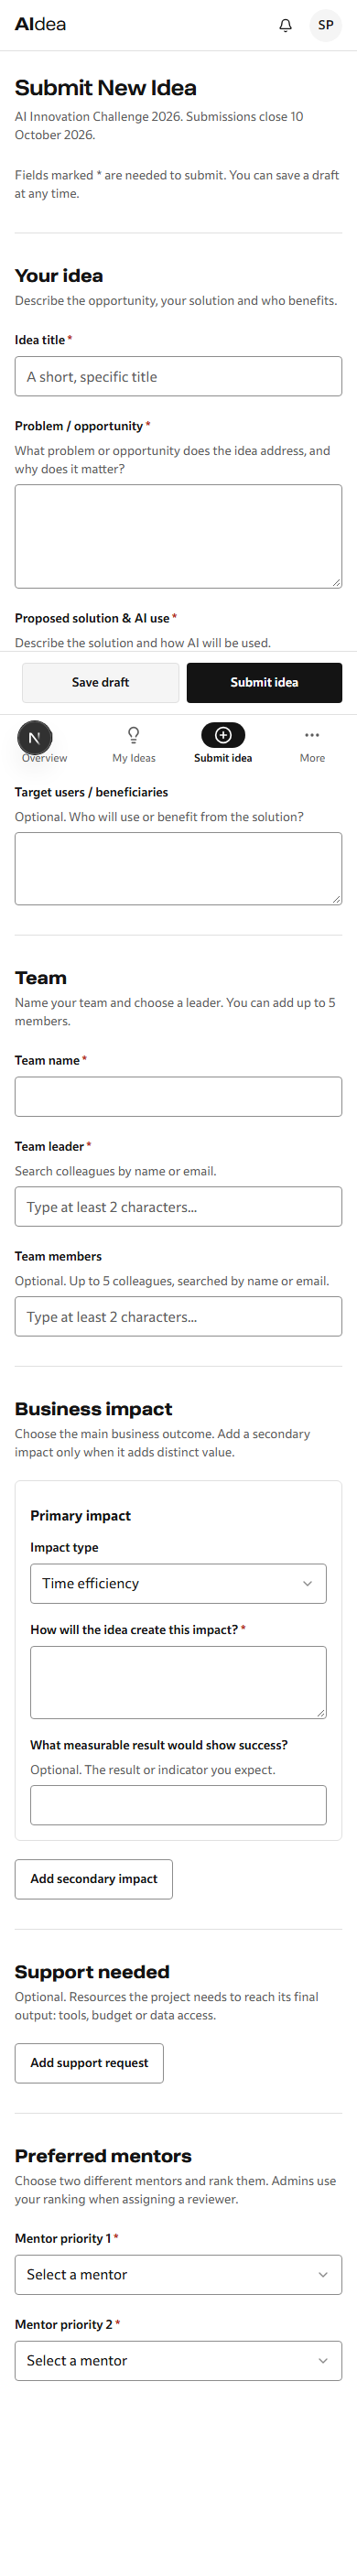 AIdea
SP
Submit New Idea
AI Innovation Challenge 2026. Submissions close 10
October 2026.
Fields marked * are needed to submit. You can save a draft
at any time.
Your idea
Describe the opportunity, your solution and who benefits.
Idea title *
A short, specific title
Problem / opportunity *
What problem or opportunity does the idea address, and
why does it matter?
Proposed solution & AI use *
Describe the solution and how AI will be used.
Save draft
Submit idea
N
Overview
My Ideas
Submit idea
More
Target users / beneficiaries
Optional. Who will use or benefit from the solution?
Team
Name your team and choose a leader. You can add up to 5
members.
Team name *
Team leader *
Search colleagues by name or email.
Type at least 2 characters...
Team members
Optional. Up to 5 colleagues, searched by name or email.
Type at least 2 characters...
Business impact
Choose the main business outcome. Add a secondary
impact only when it adds distinct value.
Primary impact
Impact type
Time efficiency
How will the idea create this impact? *
What measurable result would show success?
Optional. The result or indicator you expect.
Add secondary impact
Support needed
Optional. Resources the project needs to reach its final
output: tools, budget or data access.
Add support request
Preferred mentors
Choose two different mentors and rank them. Admins use
your ranking when assigning a reviewer.
Mentor priority 1 *
Select a mentor
Mentor priority 2 *
Select a mentor